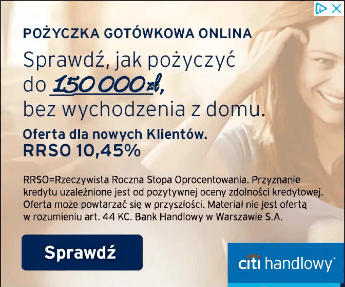 POŻYCZKA GOTÓWKOWA ONLINA
Sprawdź, jak pożyczyć
do 150 000 zł,
bez wychodzenia z domu.
Oferta dla nowych Klientów.
RRSO 10,45%
RRSO=Rzeczywista Roczna Stopa Oprocentowania. Przyznanie
kredytu uzależnione jest od pozytywnej oceny zdolności kredytowej.
Oferta może powtarzać się w przyszłości. Materiał nie jest ofertą
w rozumieniu art. 44 KC. Bank Handlowy w Warszawie S.A.
Sprawdź
citi handlowy